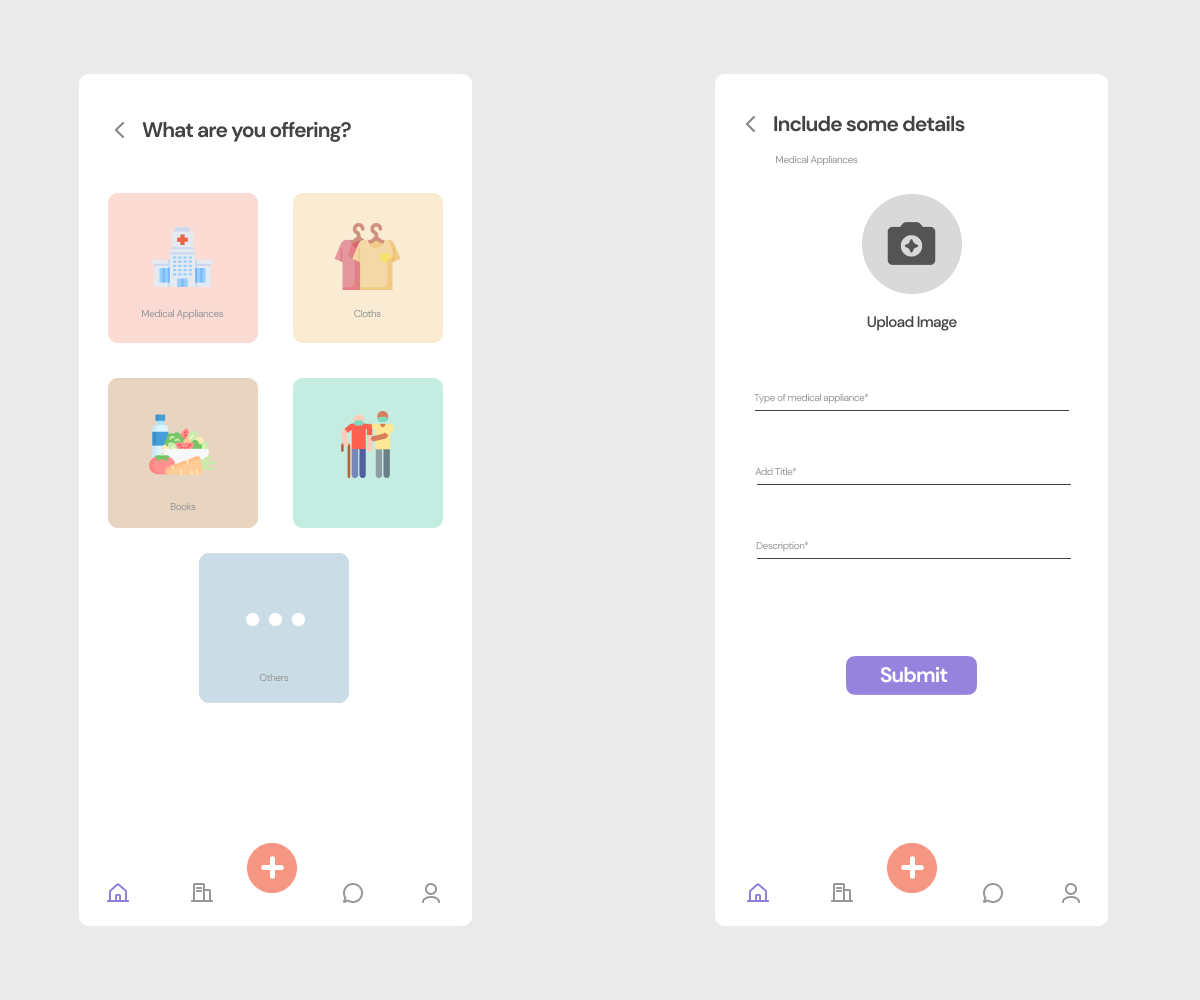 What are you offering?
Medical Appliances
Cloths
Books
Others
Include some details
Medical Appliances
Upload Image
Type of medical appliance*
Add Title*
Description*
Submit